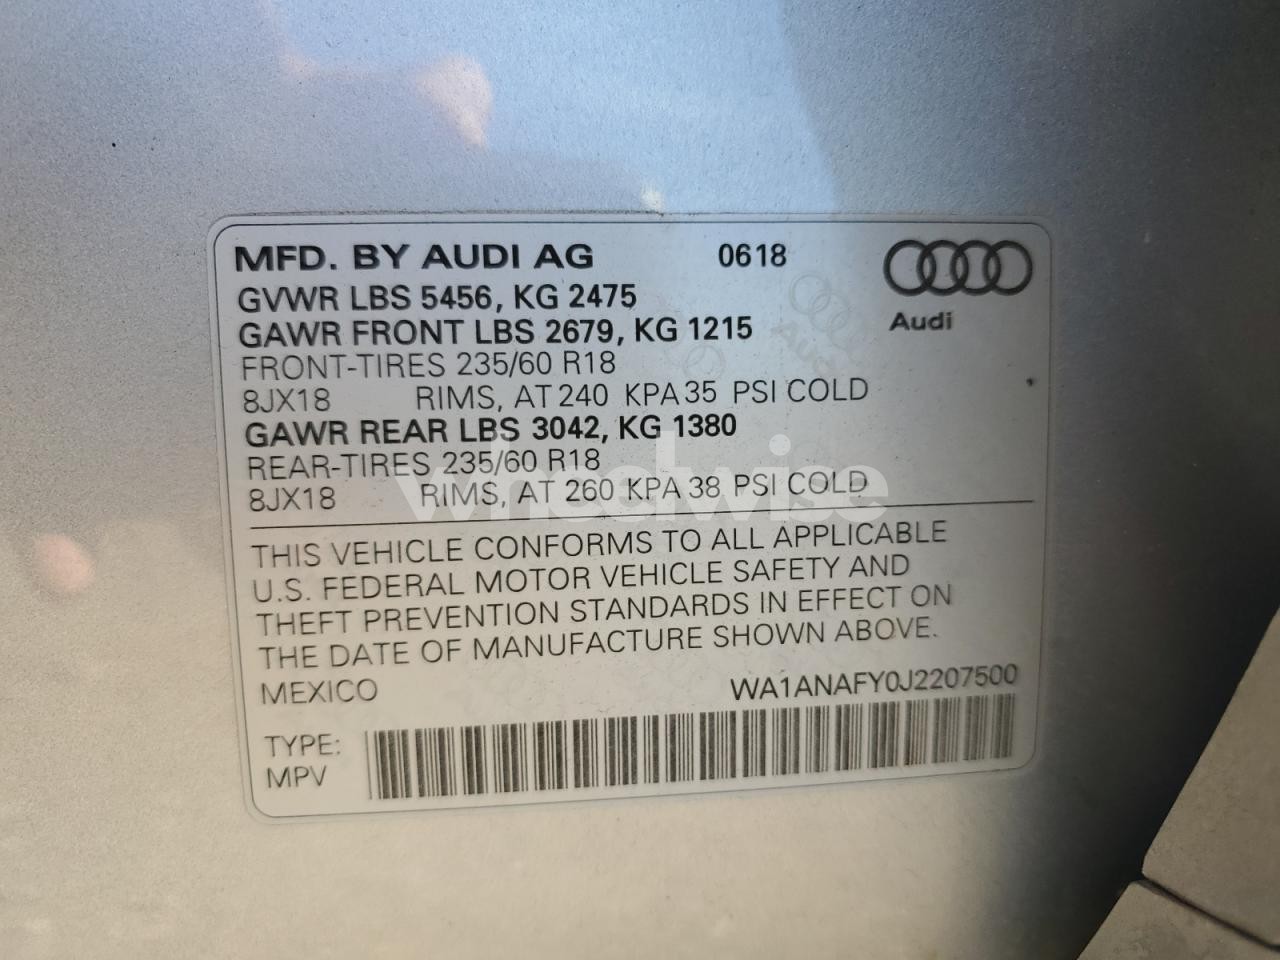 MFD. BY AUDI AG 0618
GVWR LBS 5456, KG 2475
GAWR FRONT LBS 2679, KG 1215
Audi
FRONT-TIRES 235/60 R18
8JX18 RIMS, AT 240 KPA 35 PSI COLD
GAWR REAR LBS 3042, KG 1380
REAR-TIRES 235/60 R18
8JX18 RIMS, AT 260 KPA 38 PSI COLD
wheelwise
THIS VEHICLE CONFORMS TO ALL APPLICABLE
U.S. FEDERAL MOTOR VEHICLE SAFETY AND
THEFT PREVENTION STANDARDS IN EFFECT ON
THE DATE OF MANUFACTURE SHOWN ABOVE.
MEXICO WA1ANAFY0J2207500
TYPE:
MPV